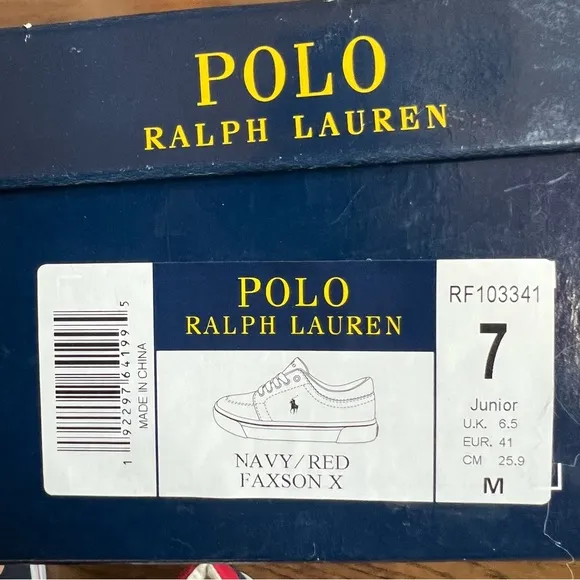 POLO
RALPH LAUREN
1 92297 64199 5
MADE IN CHINA
POLO
RALPH LAUREN
NAVY/RED
FAXSON X
RF103341
7
Junior
U.K. 6.5
EUR. 41
CM 25.9
M